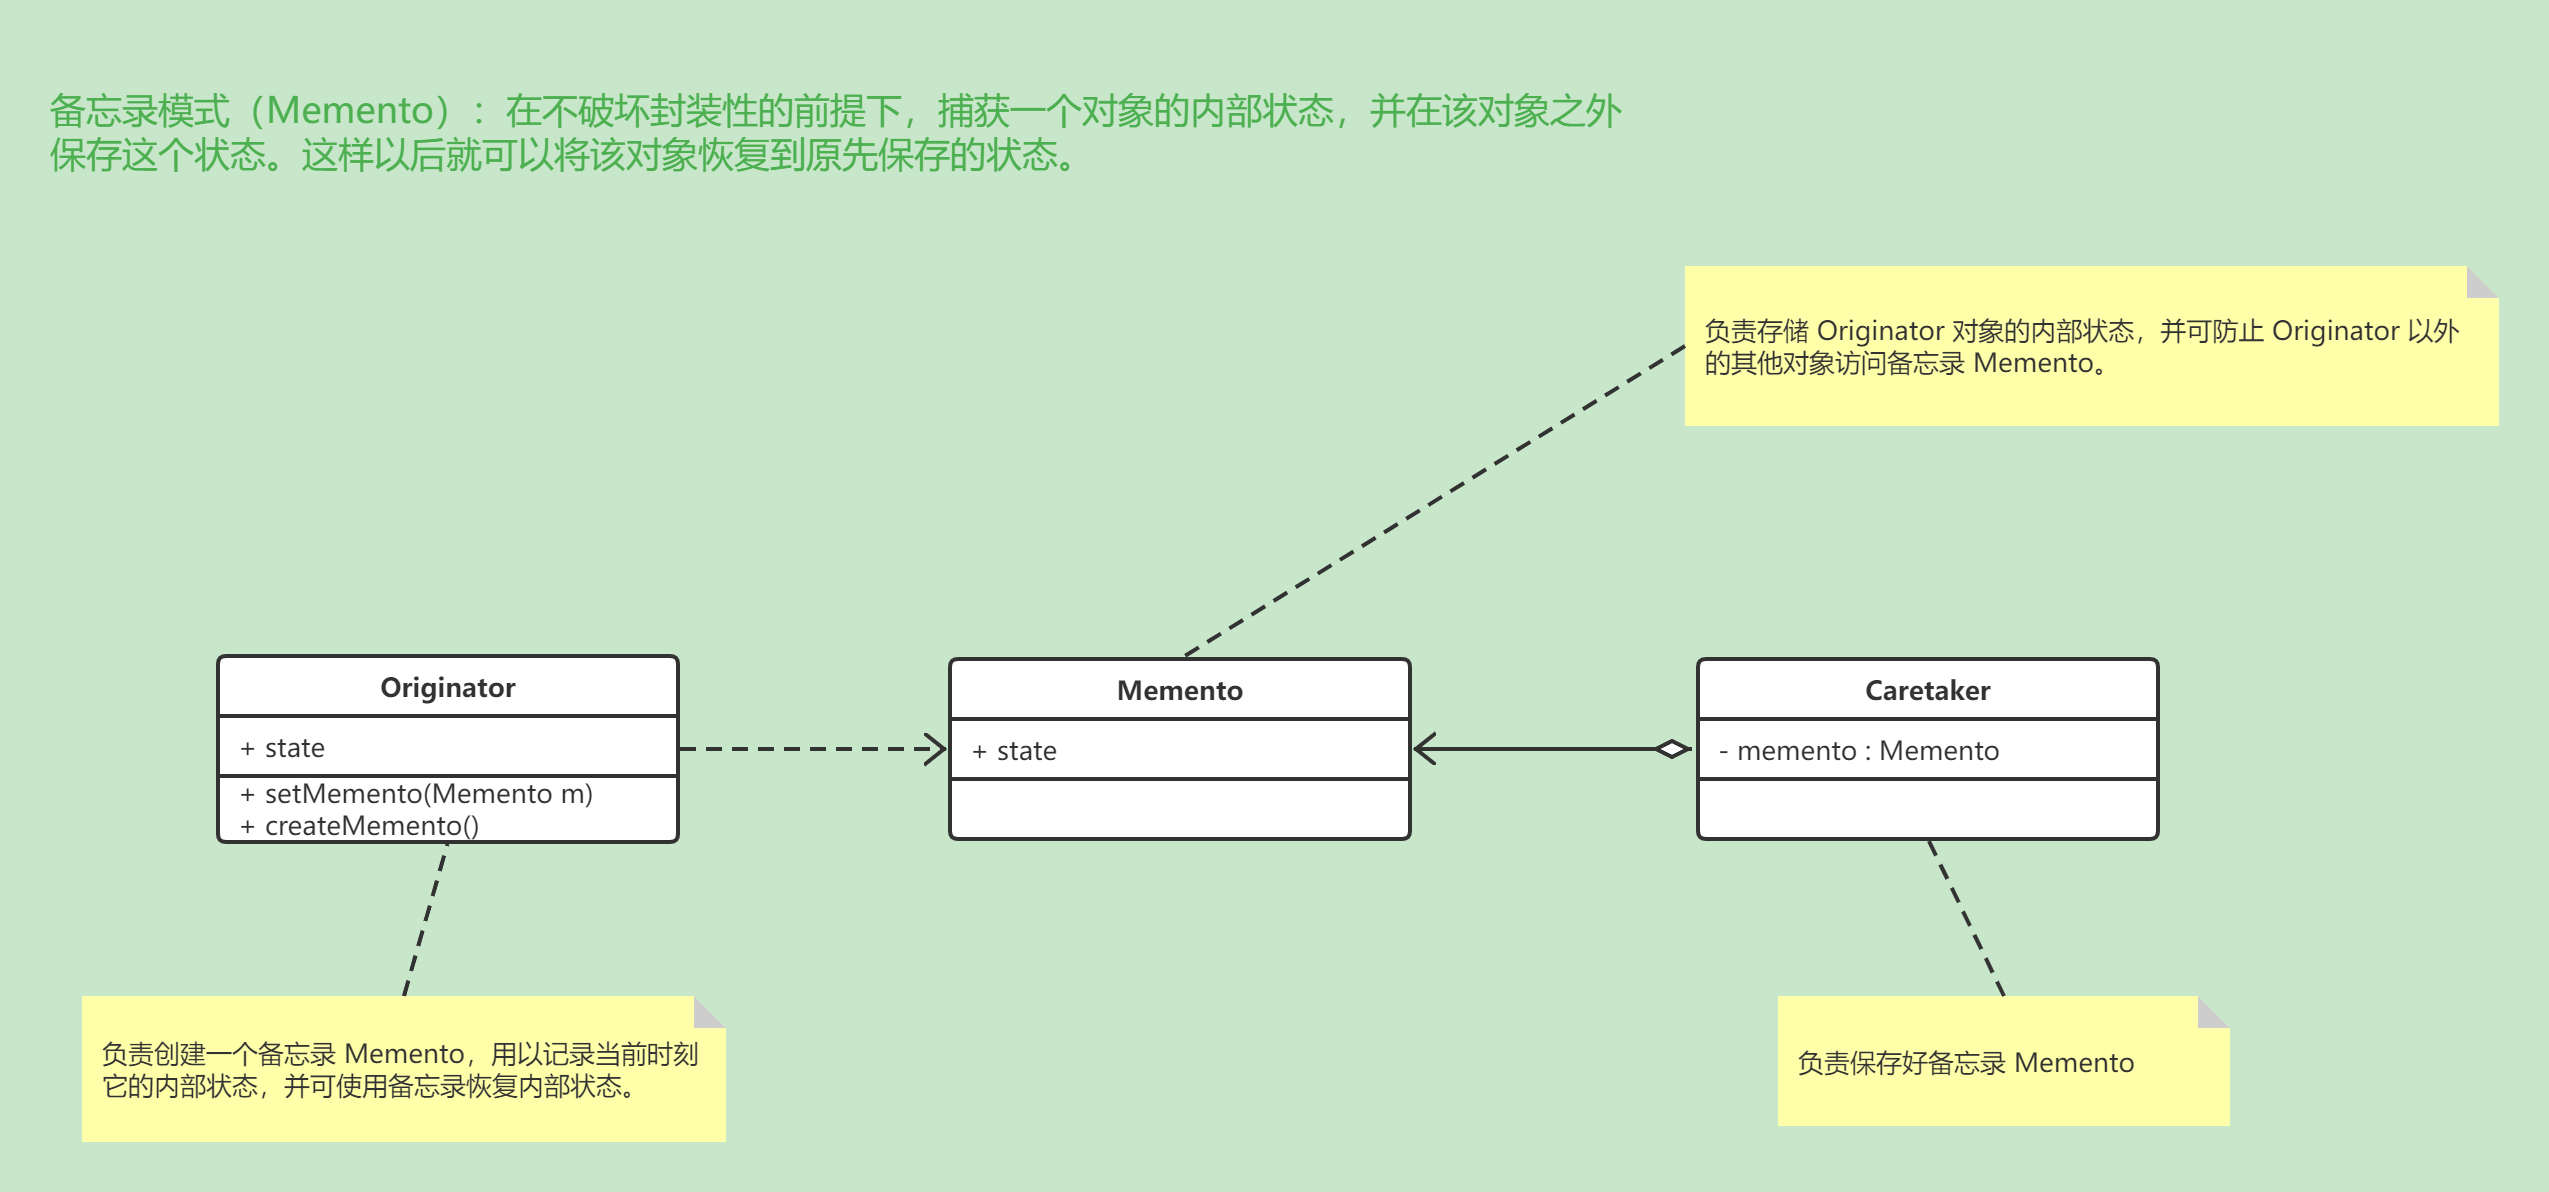 备忘录模式（Memento）：在不破坏封装性的前提下，捕获一个对象的内部状态，并在该对象之外
保存这个状态。这样以后就可以将该对象恢复到原先保存的状态。
负责存储 Originator 对象的内部状态，并可防止 Originator 以外
的其他对象访问备忘录 Memento。
Originator
+ state
+ setMemento(Memento m)
+ createMemento()
Memento
+ state
Caretaker
- memento : Memento
负责创建一个备忘录 Memento，用以记录当前时刻
它的内部状态，并可使用备忘录恢复内部状态。
负责保存好备忘录 Memento